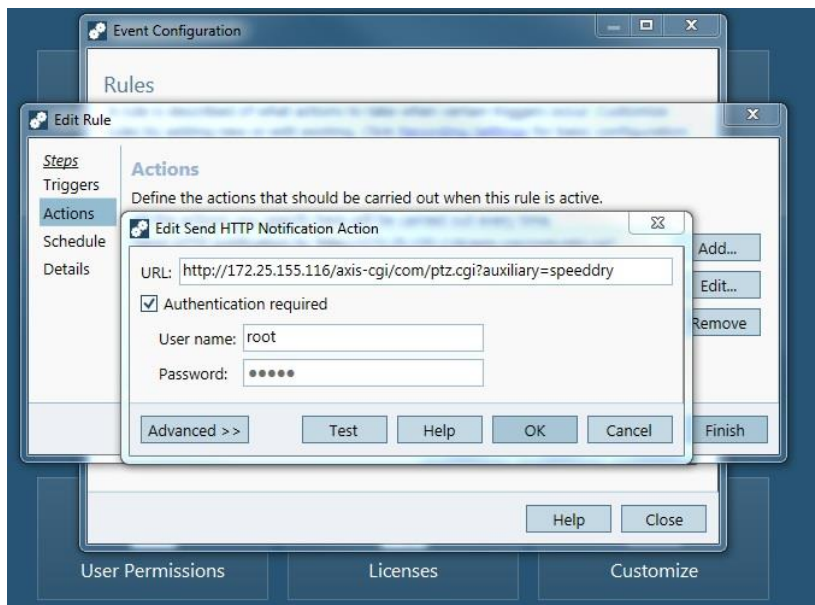 Event Configuration
Rules
Edit Rule
Steps
Triggers
Actions
Schedule
Details
Actions
Define the actions that should be carried out when this rule is active.
Edit Send HTTP Notification Action
URL: http://172.25.155.116/axis-cgi/com/ptz.cgi?auxiliary=speeddry
Authentication required
User name: root
Password: ●●●●●
Advanced >> Test Help OK Cancel
Add...
Edit...
Remove
Finish
Help Close
User Permissions Licenses Customize